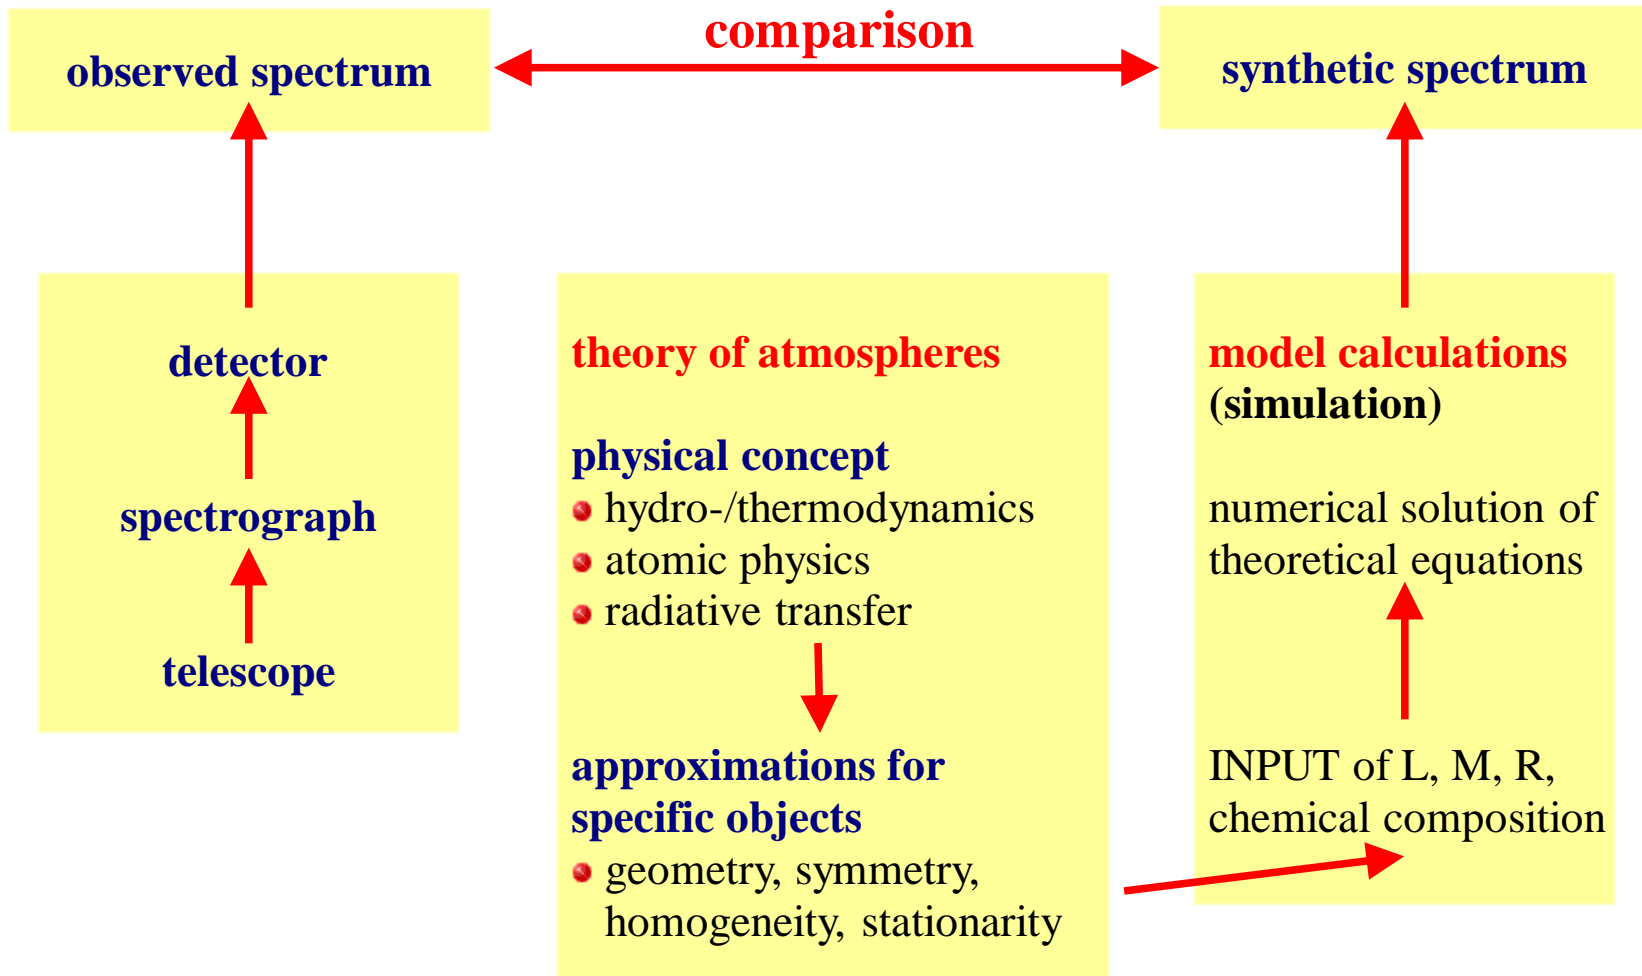 comparison
observed spectrum
synthetic spectrum
detector
spectrograph
telescope
theory of atmospheres
physical concept
hydro-/thermodynamics
atomic physics
radiative transfer
approximations for
specific objects
geometry, symmetry,
homogeneity, stationarity
model calculations
(simulation)
numerical solution of
theoretical equations
INPUT of L, M, R,
chemical composition